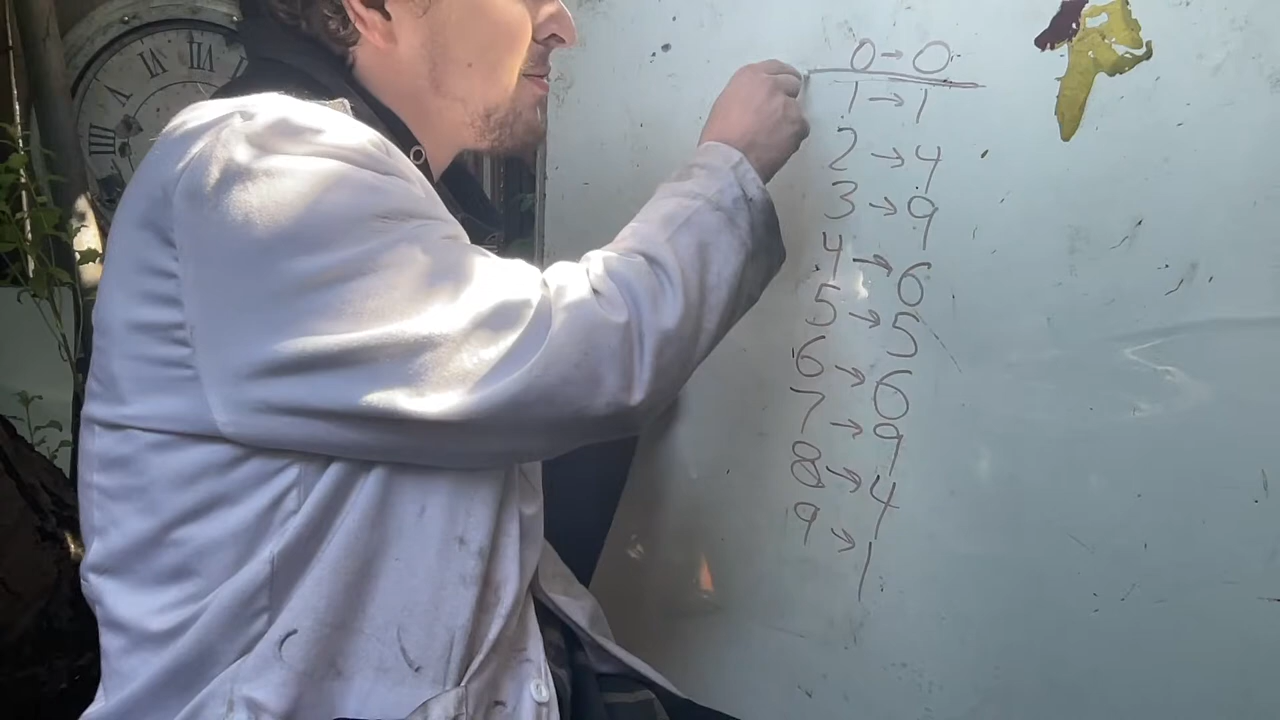 0 → 0
1 → 1
2 → 4
3 → 9
4 → 6
5 → 5
6 → 6
7 → 9
8 → 4
9 → 1